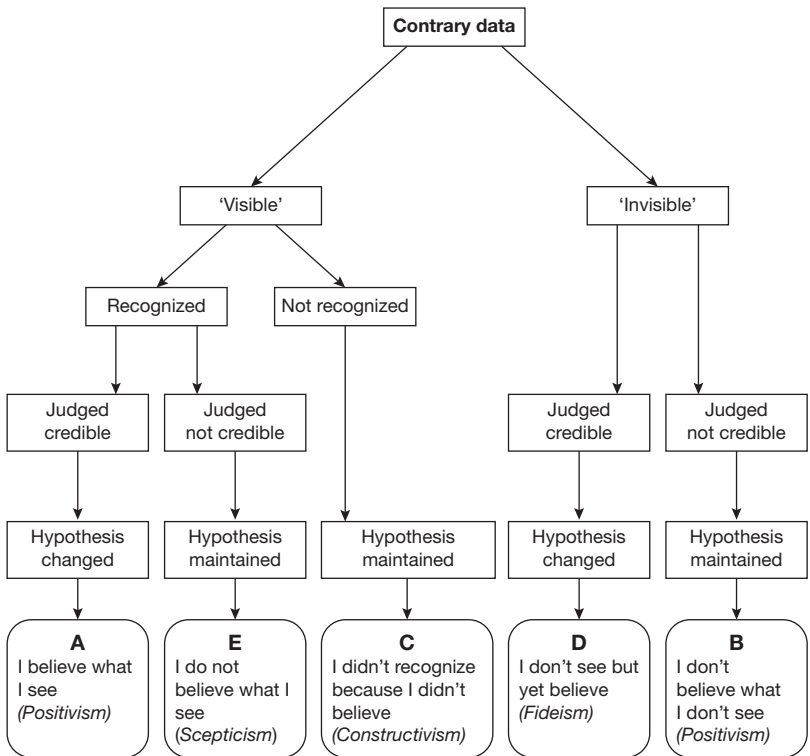 Contrary data
‘Visible’
‘Invisible’
Recognized
Not recognized
Judged
credible
Judged
not credible
Judged
credible
Judged
not credible
Hypothesis
changed
Hypothesis
maintained
Hypothesis
maintained
Hypothesis
changed
Hypothesis
maintained
A
I believe what
I see
(Positivism)
E
I do not
believe what I
see
(Scepticism)
C
I didn’t recognize
because I didn’t
believe
(Constructivism)
D
I don’t see but
yet believe
(Fideism)
B
I don’t
believe what
I don’t see
(Positivism)